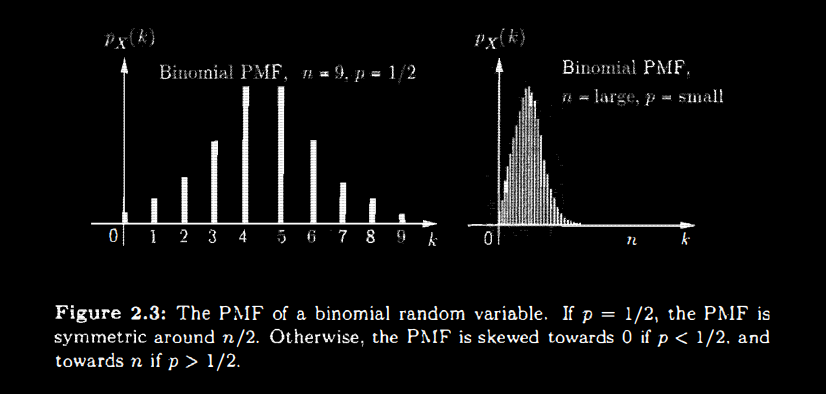 pX(k)
Binomial PMF, n = 9, p = 1/2
0 1 2 3 4 5 6 7 8 9 k
pX(k)
Binomial PMF,
n = large, p = small
0 n k
Figure 2.3: The PMF of a binomial random variable. If p = 1/2, the PMF is
symmetric around n/2. Otherwise, the PMF is skewed towards 0 if p < 1/2, and
towards n if p > 1/2.